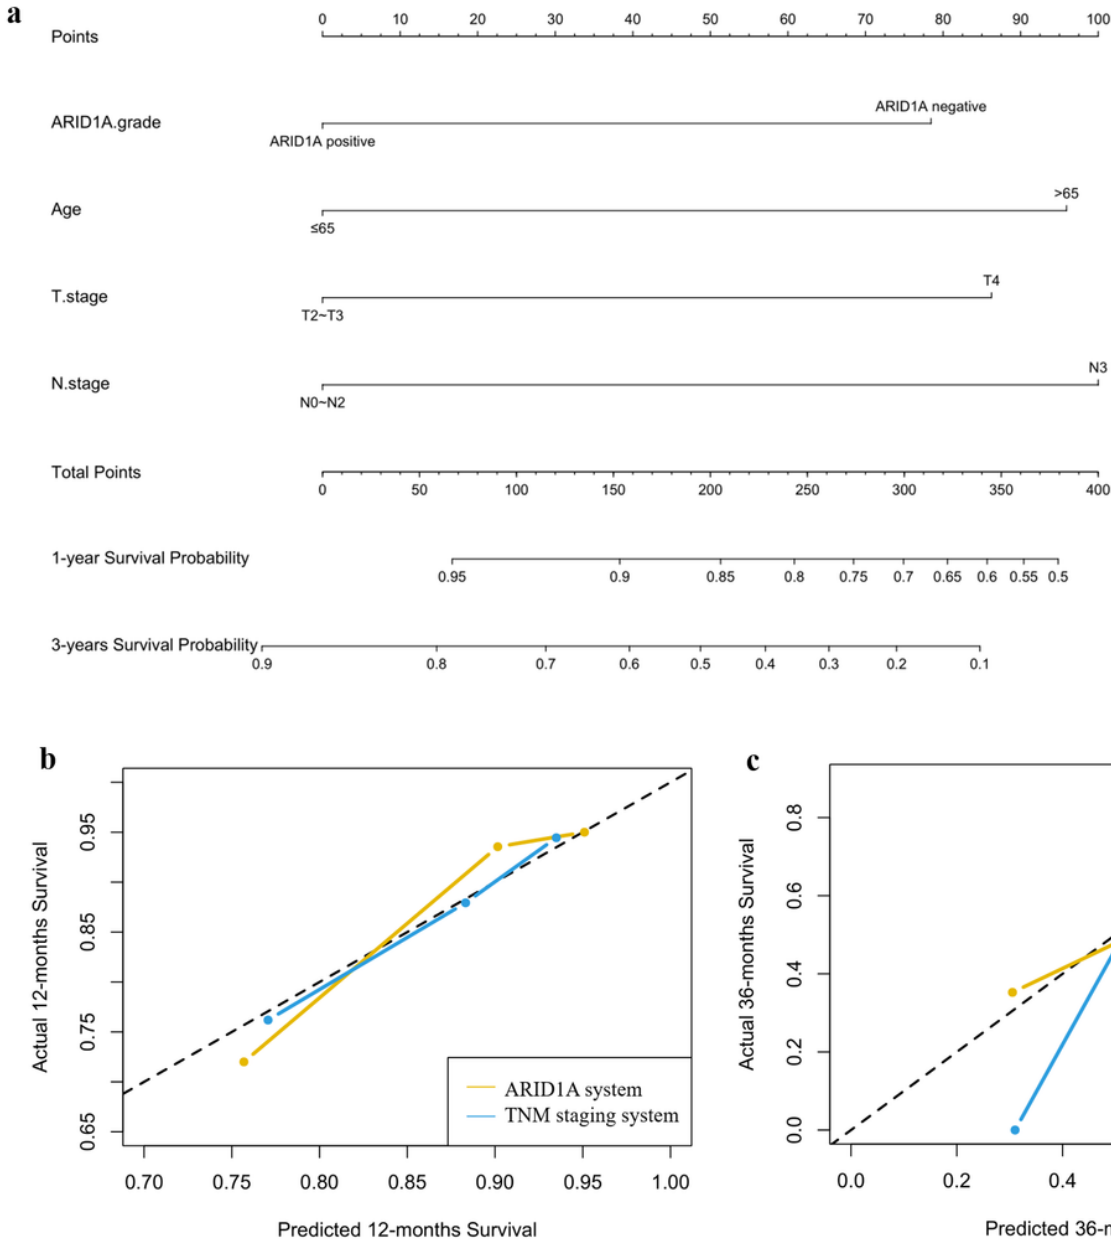 a
0 10 20 30 40 50 60 70 80 90 100
Points
ARID1A negative
ARID1A.grade
ARID1A positive
>65
Age
≤65
T4
T.stage
T2~T3
N3
N.stage
N0~N2
Total Points
0 50 100 150 200 250 300 350 400
1-year Survival Probability
0.95 0.9 0.85 0.8 0.75 0.7 0.65 0.6 0.55 0.5
3-years Survival Probability
0.9 0.8 0.7 0.6 0.5 0.4 0.3 0.2 0.1
b
Actual 12-months Survival
0.95
0.85
0.75
0.65
ARID1A system
TNM staging system
0.70 0.75 0.80 0.85 0.90 0.95 1.00
Predicted 12-months Survival
c
Actual 36-months Survival
0.8
0.6
0.4
0.2
0.0
0.0 0.2 0.4
Predicted 36-m